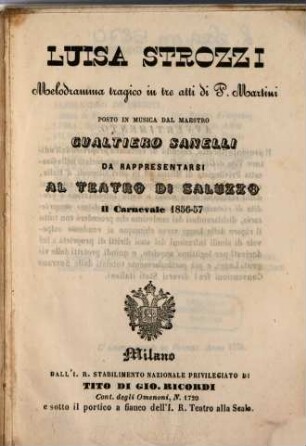 LUISA STROZZI
Melodramma tragico in tre atti di P. Martini
POSTO IN MUSICA DAL MAESTRO
GUALTIERO SANELLI
DA RAPPRESENTARSI
AL TEATRO DI SALUZZO
il Carnevale 1856-57
Milano
DALL'I. R. STABILIMENTO NAZIONALE PRIVILEGIATO DI
TITO DI GIO. RICORDI
Cont. degli Omenoni, N. 1720
e sotto il portico a fianco dell'I. R. Teatro alla Scala.